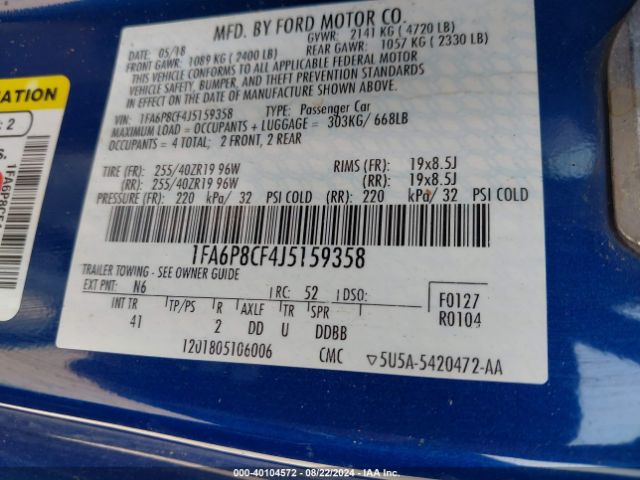 MFD. BY FORD MOTOR CO.
DATE: 05/18 GVWR: 2141 KG ( 4720 LB)
FRONT GAWR: 1089 KG ( 2400 LB) REAR GAWR: 1057 KG ( 2330 LB)
THIS VEHICLE CONFORMS TO ALL APPLICABLE FEDERAL MOTOR
VEHICLE SAFETY, BUMPER, AND THEFT PREVENTION STANDARDS
IN EFFECT ON THE DATE OF MANUFACTURE SHOWN ABOVE.
VIN: 1FA6P8CF4J5159358 TYPE: Passenger Car
MAXIMUM LOAD = OCCUPANTS + LUGGAGE = 303KG/ 668LB
OCCUPANTS = 4 TOTAL; 2 FRONT, 2 REAR
TIRE (FR): 255/40ZR19 96W RIMS (FR): 19x8.5J
(RR): 255/40ZR19 96W (RR): 19x8.5J
PRESSURE (FR): 220 kPa/ 32 PSI COLD (RR): 220 kPa/ 32 PSI COLD
1FA6P8CF4J5159358
TRAILER TOWING - SEE OWNER GUIDE
EXT PNT: N6 RC: 52 DSO:
INT TR TP/PS R AXLE TR SPR
41 2 DD U DDBB
F0127
R0104
1201805106006 CMC 5U5A-5420472-AA
: 2
S.
1FA6P8CF4
000-40104572 - 08/22/2024 - IAA Inc.